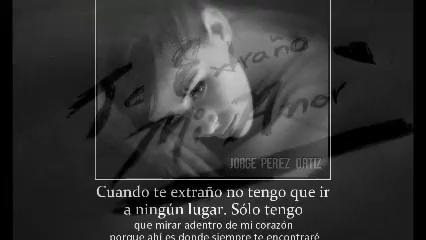 Te extraño
Mi Amor
JORGE PEREZ ORTIZ
Cuando te extraño no tengo que ir
a ningún lugar. Sólo tengo
que mirar adentro de mi corazón
porque ahí es donde siempre te encontraré